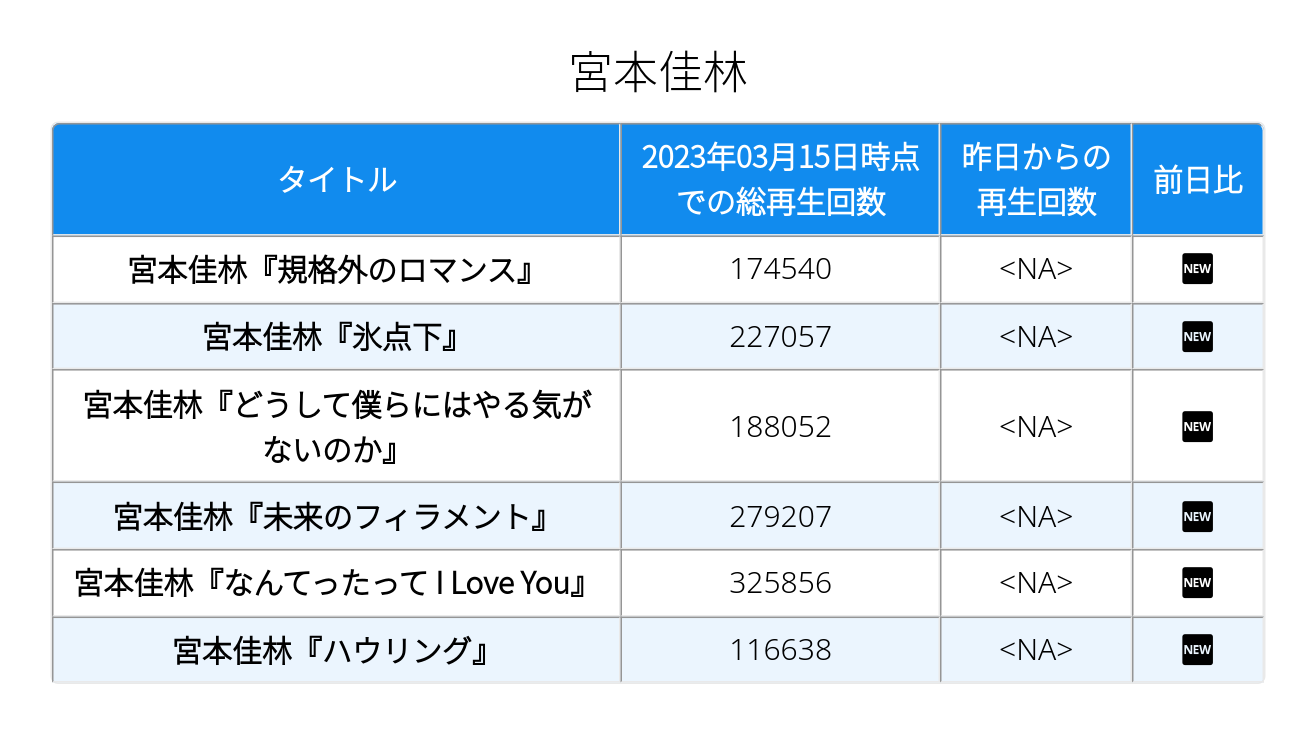 宮本佳林
タイトル
2023年03月15日時点
での総再生回数
昨日からの
再生回数
前日比
宮本佳林『規格外のロマンス』
174540
<NA>
NEW
宮本佳林『氷点下』
227057
<NA>
NEW
宮本佳林『どうして僕らにはやる気が
ないのか』
188052
<NA>
NEW
宮本佳林『未来のフィラメント』
279207
<NA>
NEW
宮本佳林『なんてったって I Love You』
325856
<NA>
NEW
宮本佳林『ハウリング』
116638
<NA>
NEW